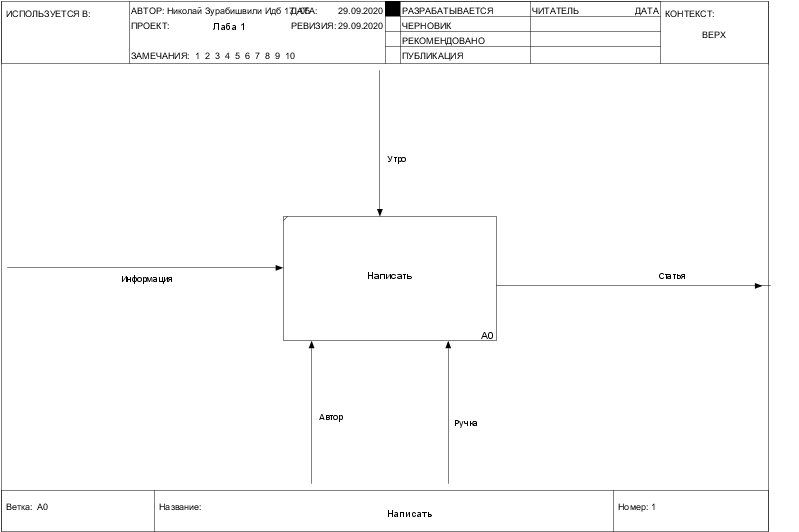 ИСПОЛЬЗУЕТСЯ В:
АВТОР: Николай Зурабишвили Идб
ДАТА: 29.09.2020
РАЗРАБАТЫВАЕТСЯ
ЧИТАТЕЛЬ ДАТА
КОНТЕКСТ:
ПРОЕКТ: Лаба 1
РЕВИЗИЯ: 29.09.2020
ЧЕРНОВИК
ВЕРХ
РЕКОМЕНДОВАНО
ЗАМЕЧАНИЯ: 1 2 3 4 5 6 7 8 9 10
ПУБЛИКАЦИЯ
Утро
Информация
Написать
Статья
A0
Автор
Ручка
Ветка: A0
Название:
Написать
Номер: 1